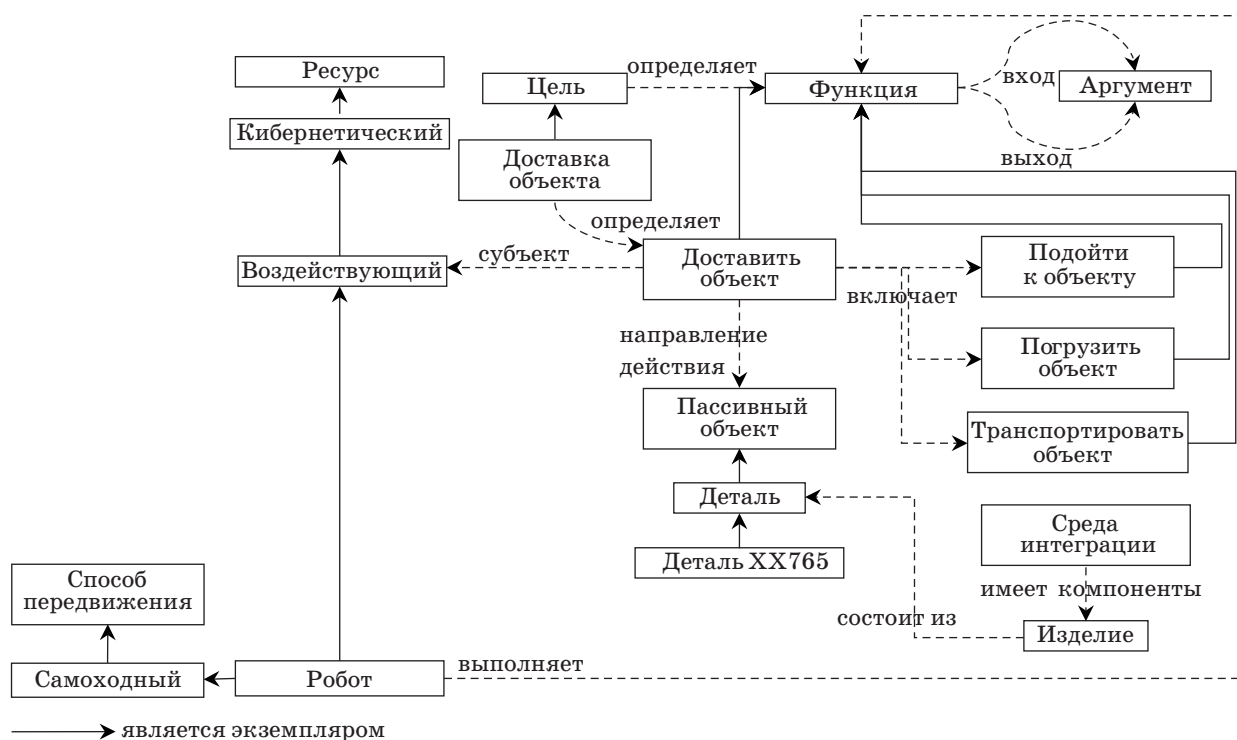 Ресурс
Цель
определяет
Функция
вход
Аргумент
Кибернетический
Доставка
объекта
выход
определяет
субъект
Воздействующий
Доставить
объект
включает
Подойти
к объекту
направление
действия
Погрузить
объект
Пассивный
объект
Транспортировать
объект
Деталь
Среда
интеграции
Деталь XX765
Способ
передвижения
имеет компоненты
состоит из
Изделие
Самоходный
Робот
выполняет
является экземпляром